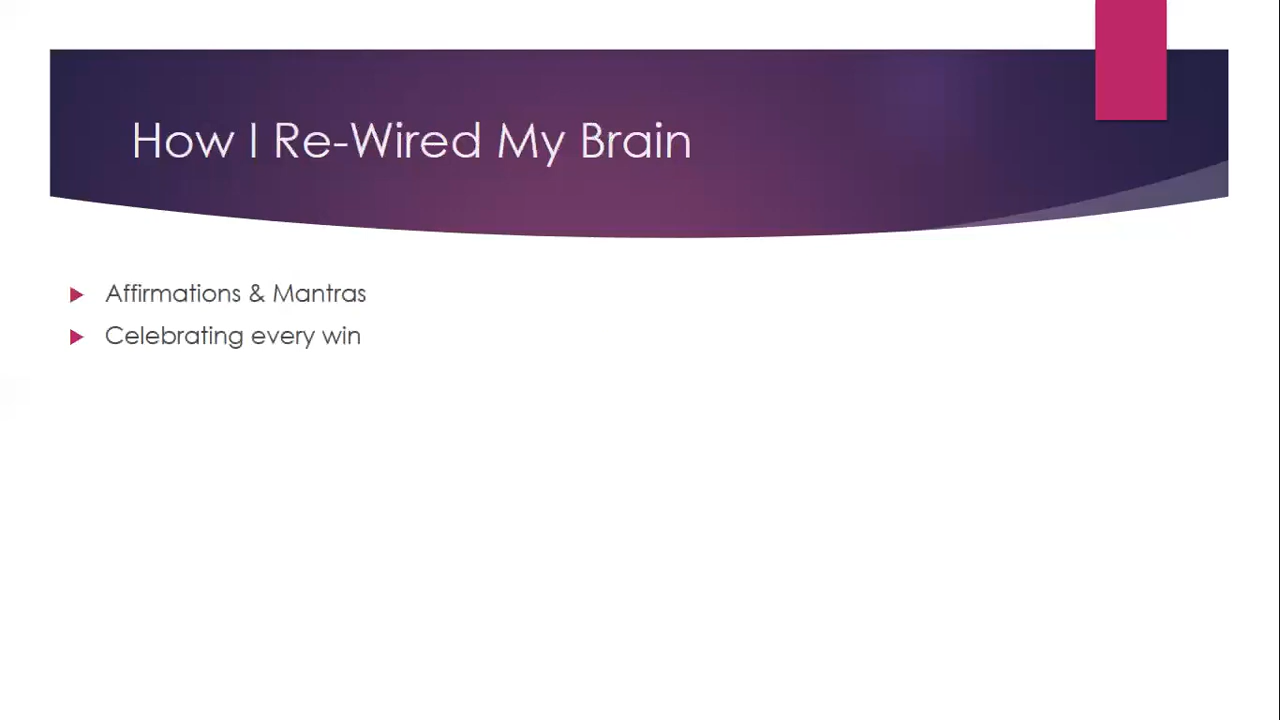 How I Re-Wired My Brain
Affirmations & Mantras
Celebrating every win